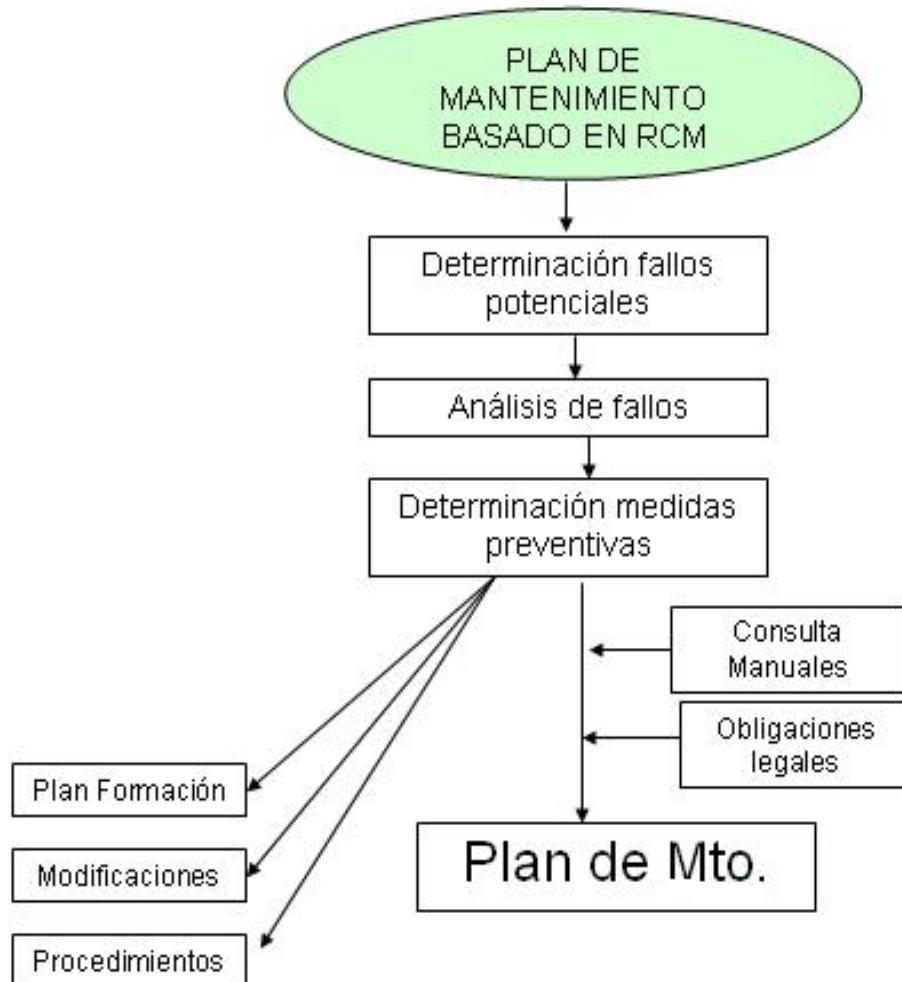 PLAN DE
MANTENIMIENTO
BASADO EN RCM
Determinación fallos
potenciales
Análisis de fallos
Determinación medidas
preventivas
Consulta
Manuales
Obligaciones
legales
Plan Formación
Modificaciones
Procedimientos
Plan de Mto.